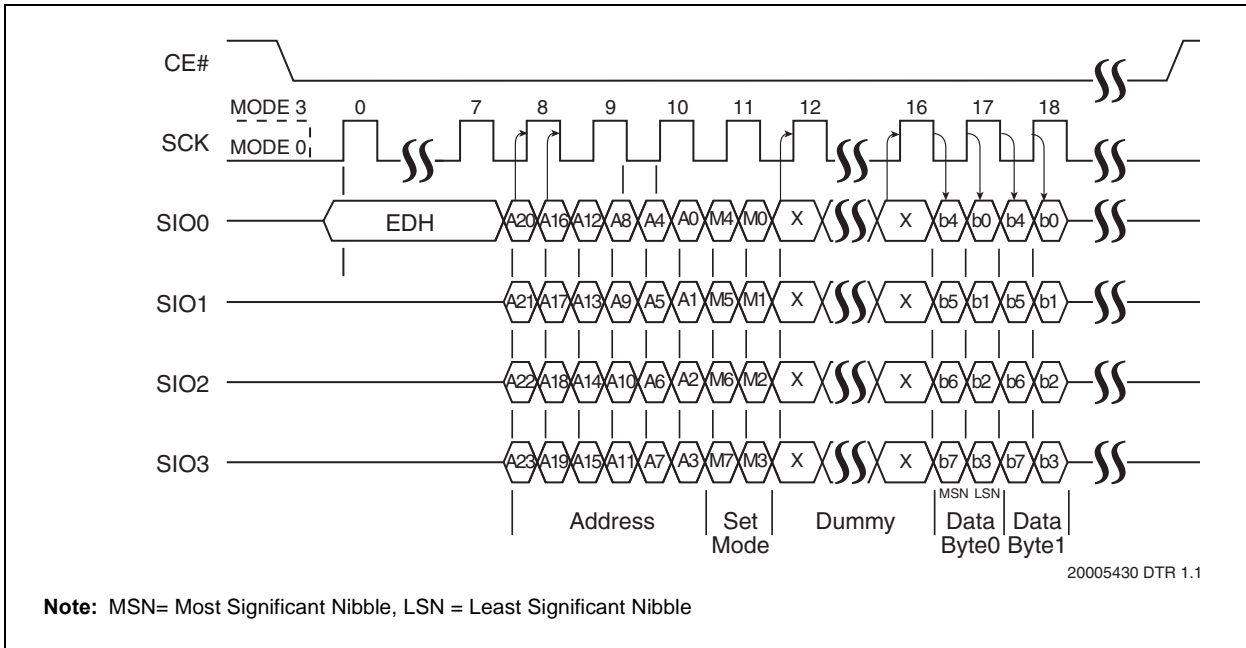 CE#
MODE 3 0 7 8 9 10 11 12 16 17 18
SCK MODE 0
SIO0 EDH A20 A16 A12 A8 A4 A0 M4 M0 X X b4 b0 b4 b0
SIO1 A21 A17 A13 A9 A5 A1 M5 M1 X X b5 b1 b5 b1
SIO2 A22 A18 A14 A10 A6 A2 M6 M2 X X b6 b2 b6 b2
SIO3 A23 A19 A15 A11 A7 A3 M7 M3 X X b7 b3 b7 b3
MSN LSN
Address Set Dummy Data Data
Mode Byte0 Byte1
20005430 DTR 1.1
Note: MSN= Most Significant Nibble, LSN = Least Significant Nibble